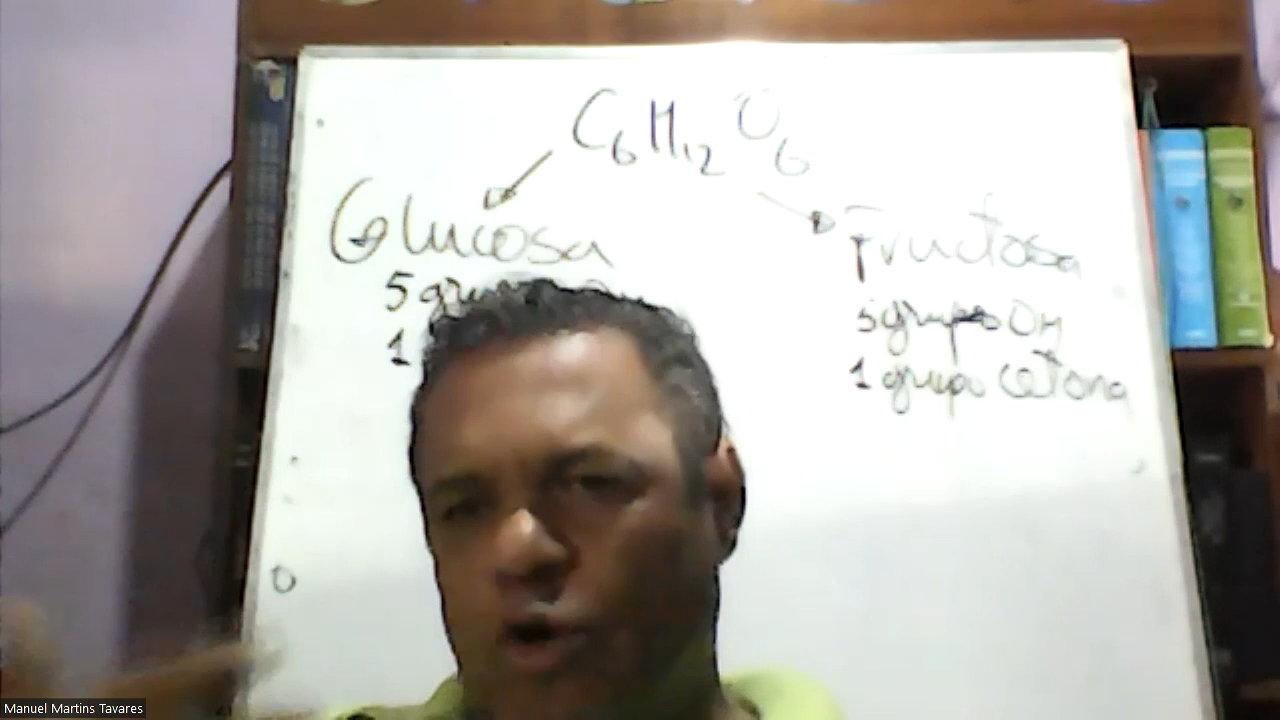 C6H12O6
Glucosa Fructosa
5
5 grupos OH
1
1 grupo cetona
Manuel Martins Tavares